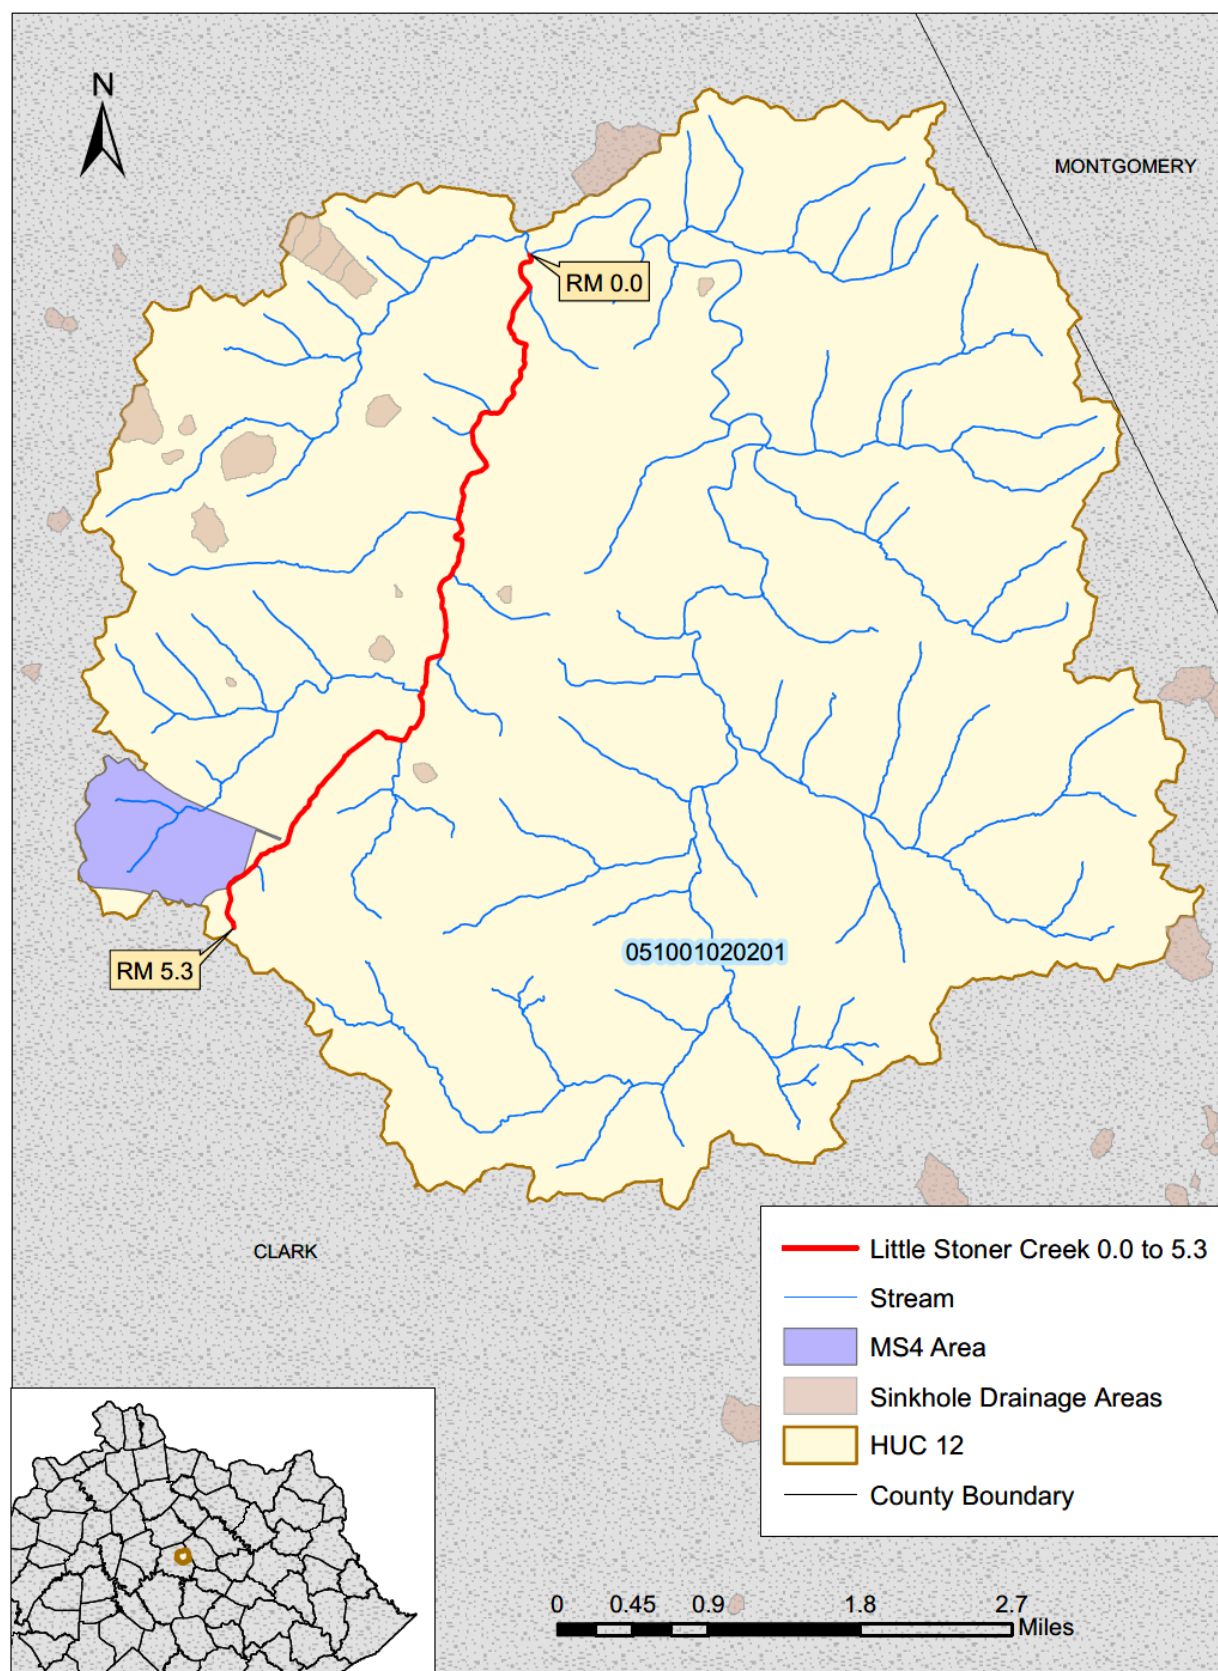 N
MONTGOMERY
RM 0.0
051001020201
RM 5.3
CLARK
Little Stoner Creek 0.0 to 5.3
Stream
MS4 Area
Sinkhole Drainage Areas
HUC 12
County Boundary
0 0.45 0.9 1.8 2.7
Miles